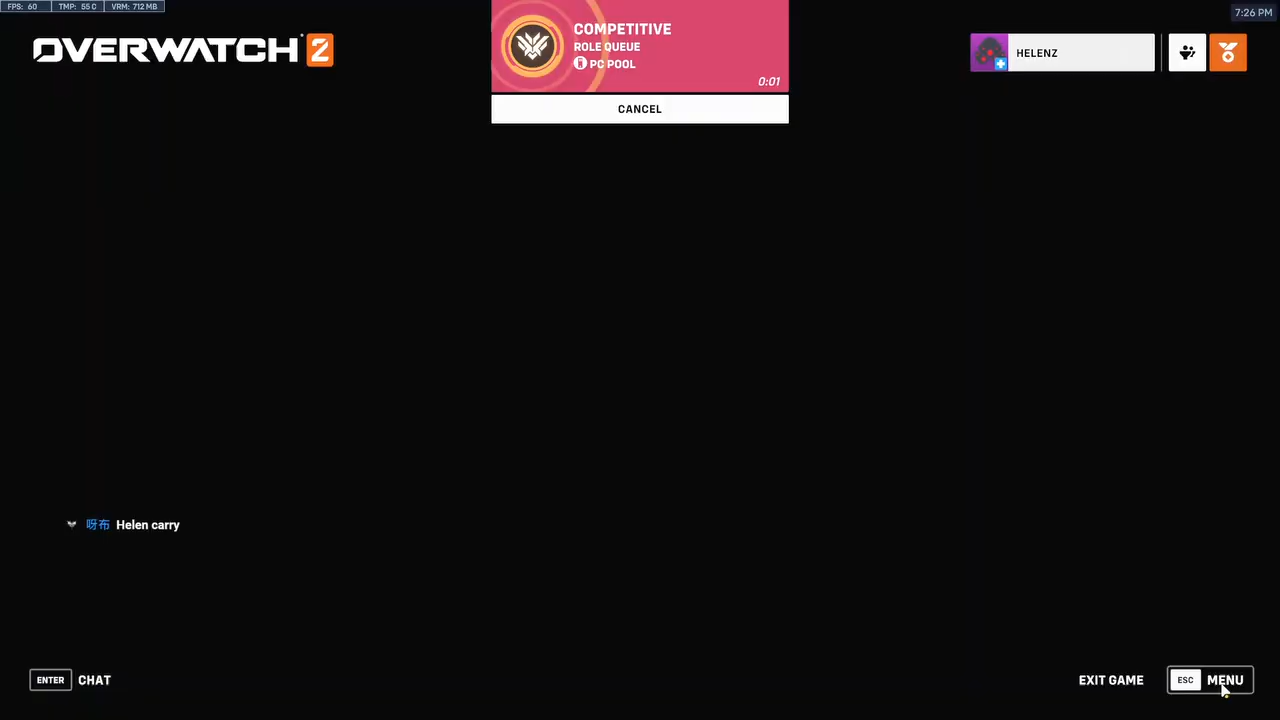 FPS: 60 TMP: 55 C VRM: 712 MB
7:26 PM
OVERWATCH 2
COMPETITIVE
ROLE QUEUE
PC POOL
0:01
CANCEL
HELENZ
呀布 Helen carry
ENTER CHAT
EXIT GAME
ESC MENU